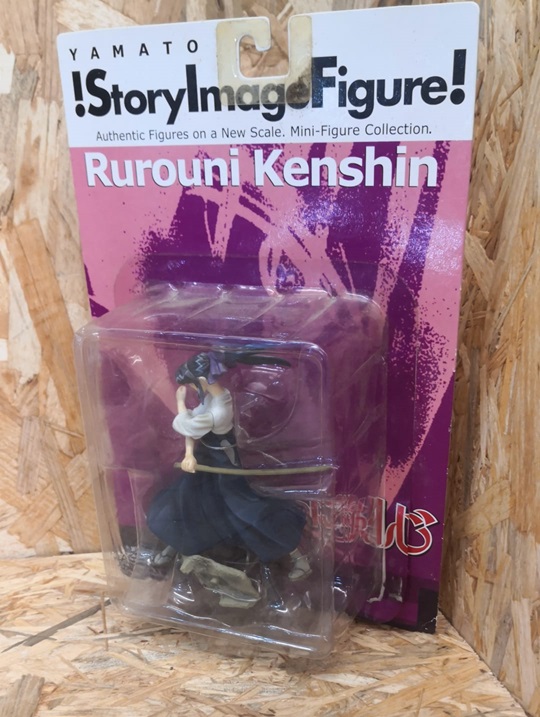 YAMATO
!StoryImageFigure!
Authentic Figures on a New Scale. Mini-Figure Collection.
Rurouni Kenshin